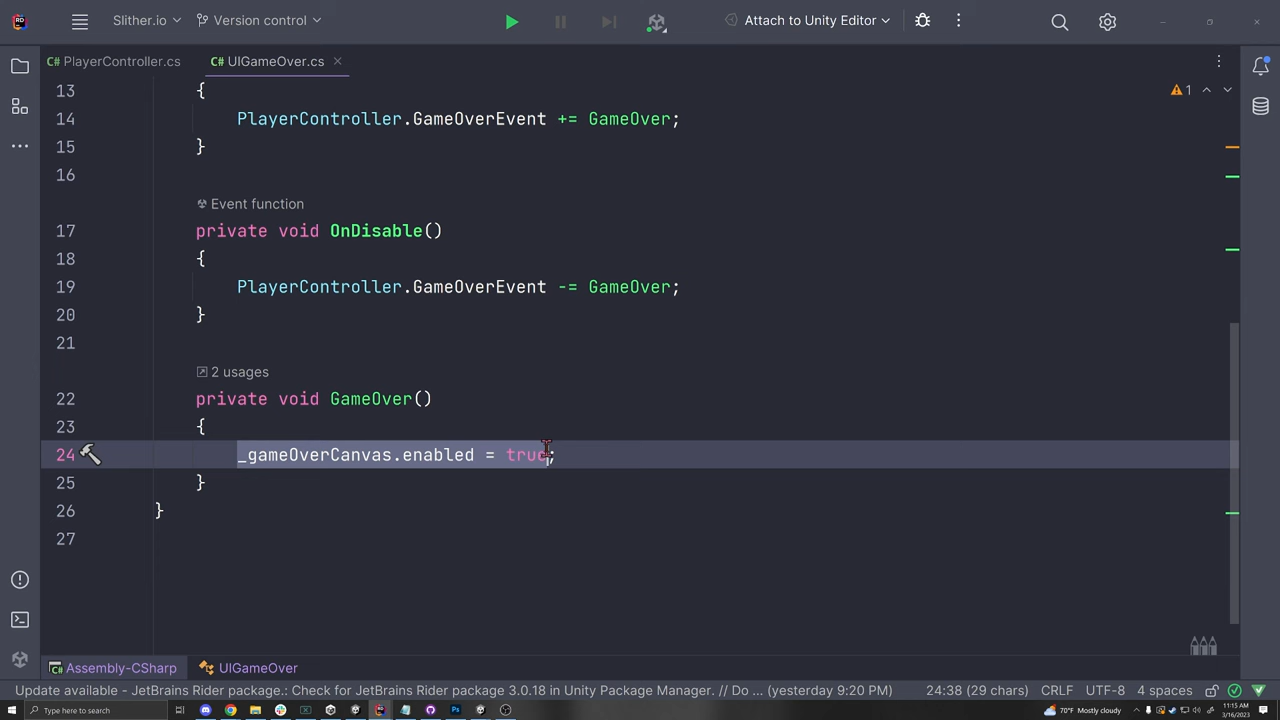 RD Slither.io Version control Attach to Unity Editor
C# PlayerController.cs C# UIGameOver.cs
13 {
1
14 PlayerController.GameOverEvent += GameOver;
15 }
16
Event function
17 private void OnDisable()
18 {
19 PlayerController.GameOverEvent -= GameOver;
20 }
21
2 usages
22 private void GameOver()
23 {
24 _gameOverCanvas.enabled = true;
25 }
26 }
27
C# Assembly-CSharp UIGameOver
Update available - JetBrains Rider package.: Check for JetBrains Rider package 3.0.18 in Unity Package Manager. // Do ... (yesterday 9:20 PM) 24:38 (29 chars) CRLF UTF-8 4 spaces
Type here to search 70°F Mostly cloudy 11:15 AM
3/16/2023